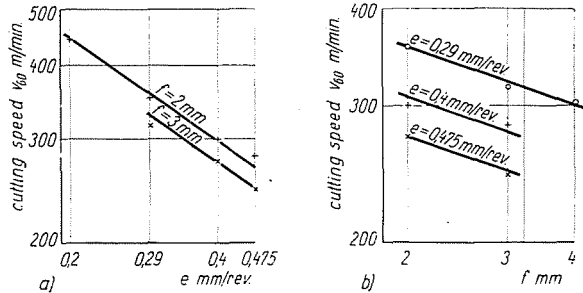 cutting speed v60 m/min.
500
400
300
200
f=2mm
f=3mm
0,2
0,29
0,4
0,475
e mm/rev.
a)
cutting speed v60 m/min.
400
300
200
e=0,29 mm/rev.
e=0,4 mm/rev.
e=0,475 mm/rev.
2
3
4
f mm
b)